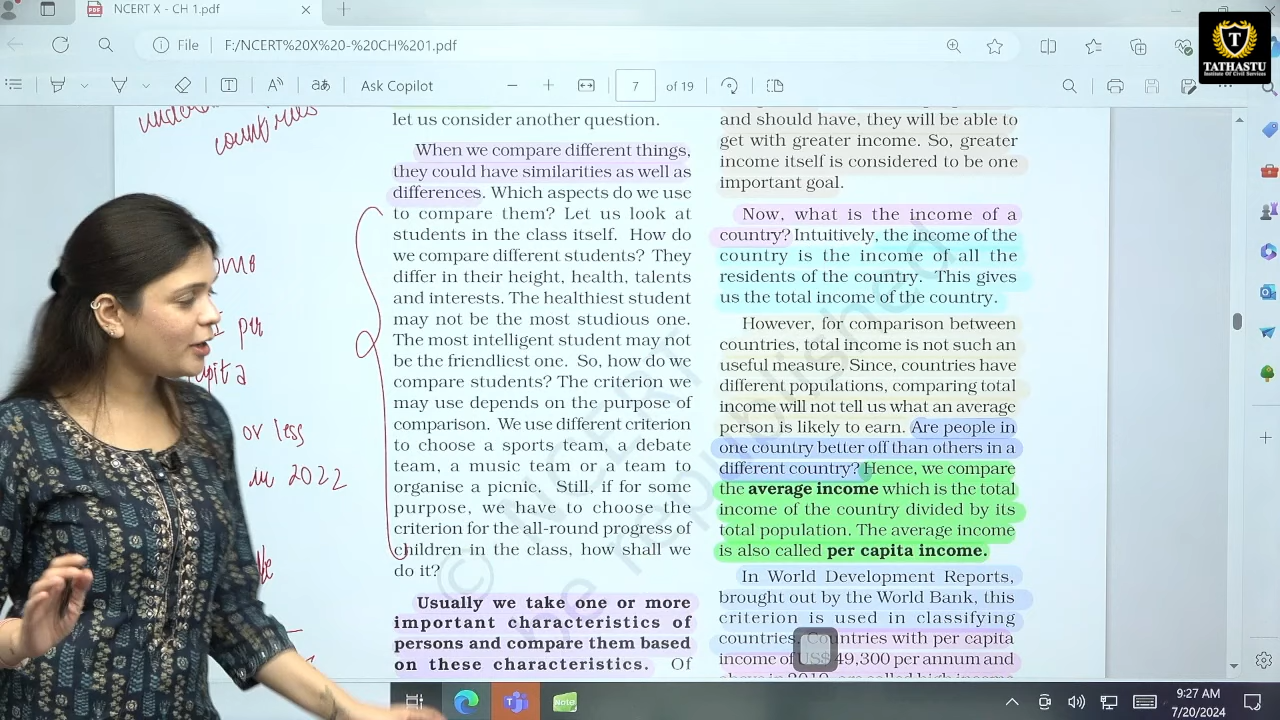 NCERT X - CH 1.pdf
File
F:/NCERT%20X%20-%20CH%201.pdf
T
TATHASTU
Institute Of Civil Services
Ask Copilot
7
of 19
countries
let us consider another question.
When we compare different things,
they could have similarities as well as
differences. Which aspects do we use
to compare them? Let us look at
students in the class itself. How do
we compare different students? They
differ in their height, health, talents
and interests. The healthiest student
may not be the most studious one.
The most intelligent student may not
be the friendliest one. So, how do we
compare students? The criterion we
may use depends on the purpose of
comparison. We use different criterion
to choose a sports team, a debate
team, a music team or a team to
organise a picnic. Still, if for some
purpose, we have to choose the
criterion for the all-round progress of
children in the class, how shall we
do it?
Usually we take one or more
important characteristics of
persons and compare them based
on these characteristics. Of
and should have, they will be able to
get with greater income. So, greater
income itself is considered to be one
important goal.
Now, what is the income of a
country? Intuitively, the income of the
country is the income of all the
residents of the country. This gives
us the total income of the country.
However, for comparison between
countries, total income is not such an
useful measure. Since, countries have
different populations, comparing total
income will not tell us what an average
person is likely to earn. Are people in
one country better off than others in a
different country? Hence, we compare
the average income which is the total
income of the country divided by its
total population. The average income
is also called per capita income.
In World Development Reports,
brought out by the World Bank, this
criterion is used in classifying
countries. Countries with per capita
income of US$ 49,300 per annum and
above in 2019, are called high income
per
or less
in 2022
9:27 AM
7/20/2024